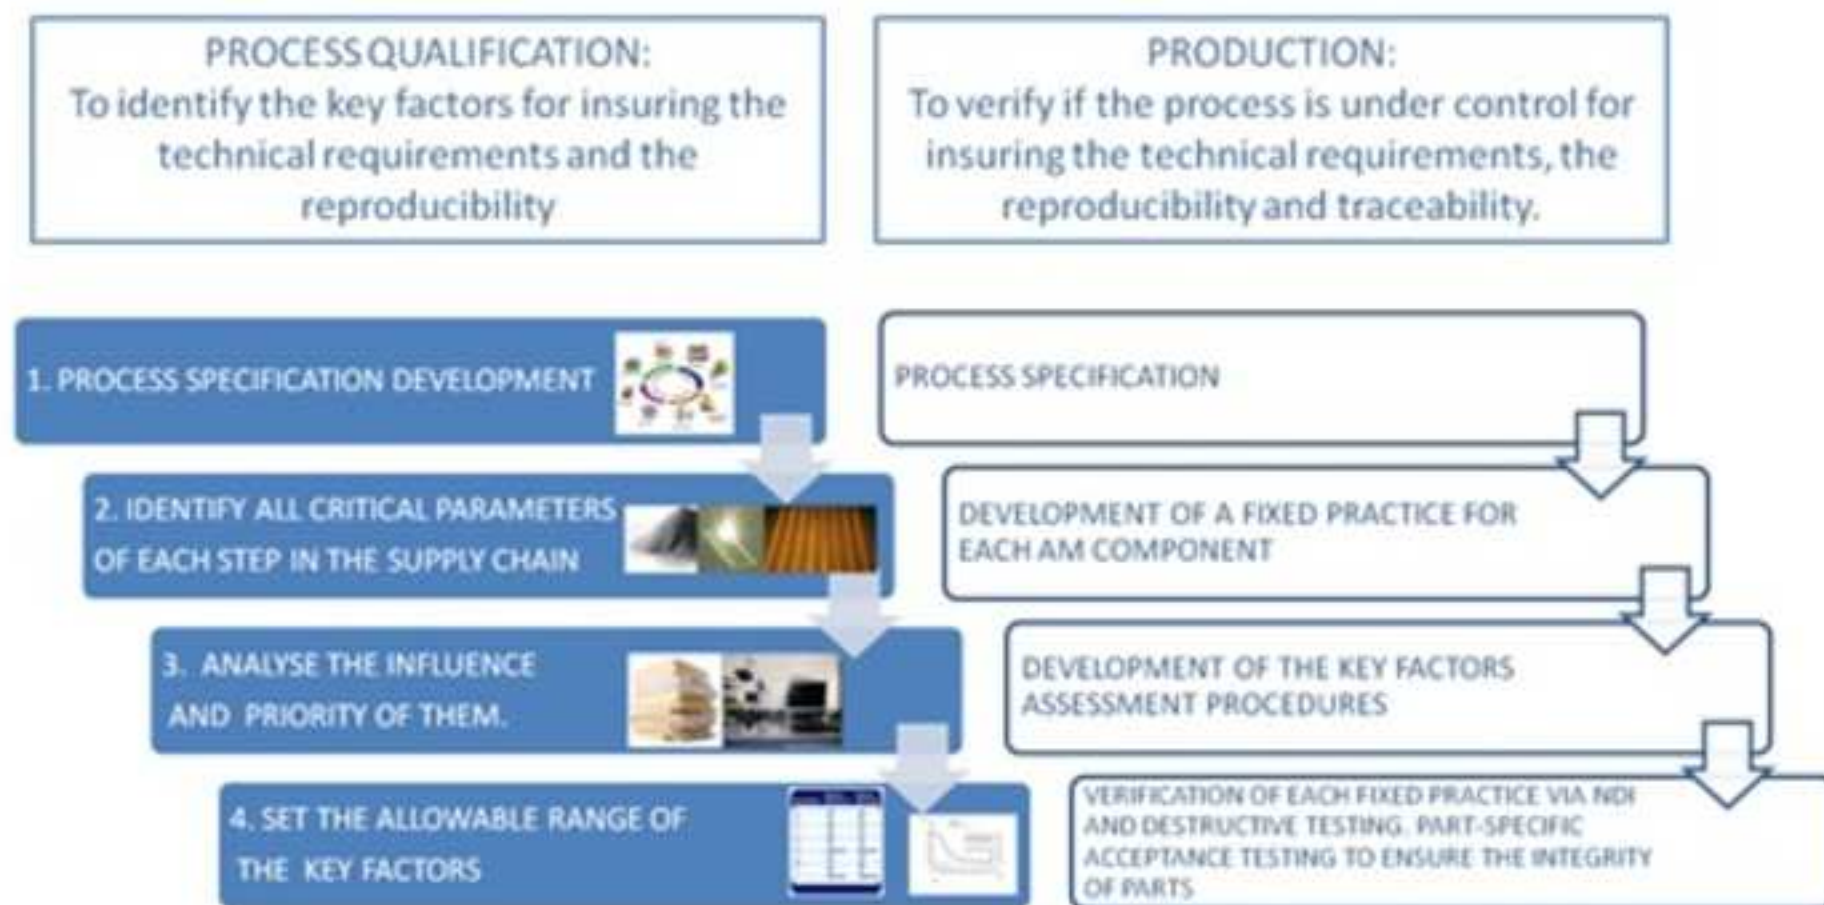 PROCESS QUALIFICATION:
To identify the key factors for insuring the
technical requirements and the
reproducibility
PRODUCTION:
To verify if the process is under control for
insuring the technical requirements, the
reproducibility and traceability.
1. PROCESS SPECIFICATION DEVELOPMENT
2. IDENTIFY ALL CRITICAL PARAMETERS
OF EACH STEP IN THE SUPPLY CHAIN
3. ANALYSE THE INFLUENCE
AND PRIORITY OF THEM.
4. SET THE ALLOWABLE RANGE OF
THE KEY FACTORS
PROCESS SPECIFICATION
DEVELOPMENT OF A FIXED PRACTICE FOR
EACH AM COMPONENT
DEVELOPMENT OF THE KEY FACTORS
ASSESSMENT PROCEDURES
VERIFICATION OF EACH FIXED PRACTICE VIA NDI
AND DESTRUCTIVE TESTING. PART-SPECIFIC
ACCEPTANCE TESTING TO ENSURE THE INTEGRITY
OF PARTS